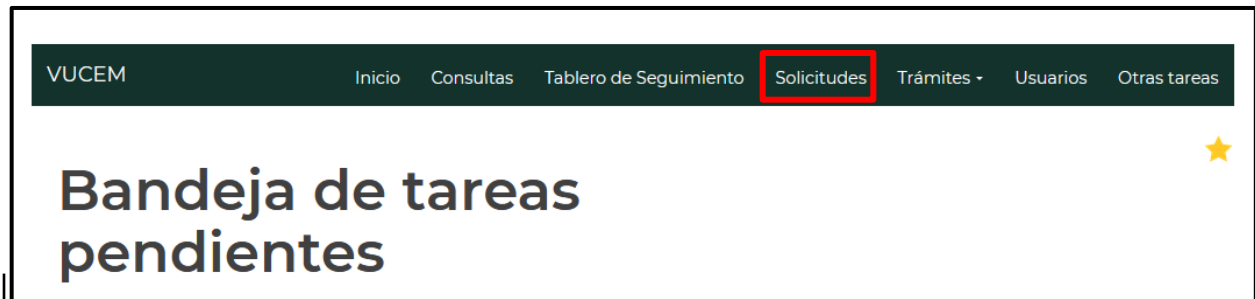 VUCEM Inicio Consultas Tablero de Seguimiento Solicitudes Trámites Usuarios Otras tareas
Bandeja de tareas
pendientes